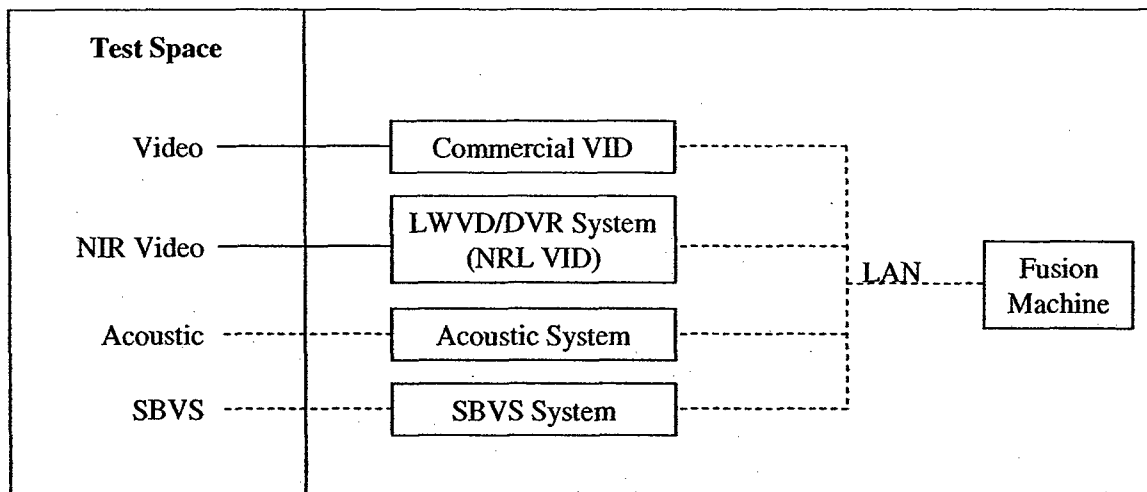 Test Space
Video
Commercial VID
NIR Video
LWVD/DVR System
(NRL VID)
LAN
Fusion
Machine
Acoustic
Acoustic System
SBVS
SBVS System